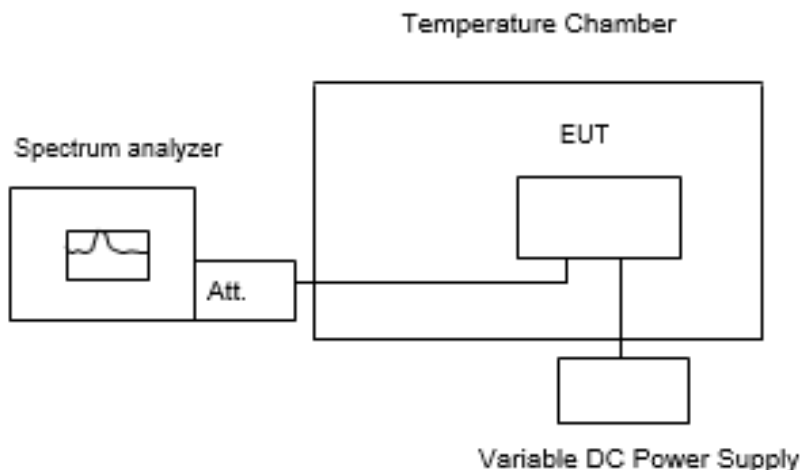 Temperature Chamber
EUT
Spectrum analyzer
Att.
Variable DC Power Supply